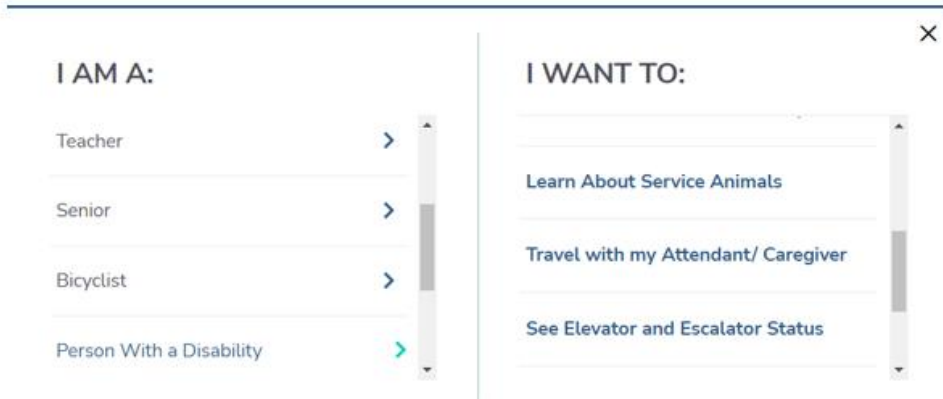 I AM A:
Teacher
Senior
Bicyclist
Person With a Disability
I WANT TO:
Learn About Service Animals
Travel with my Attendant/ Caregiver
See Elevator and Escalator Status